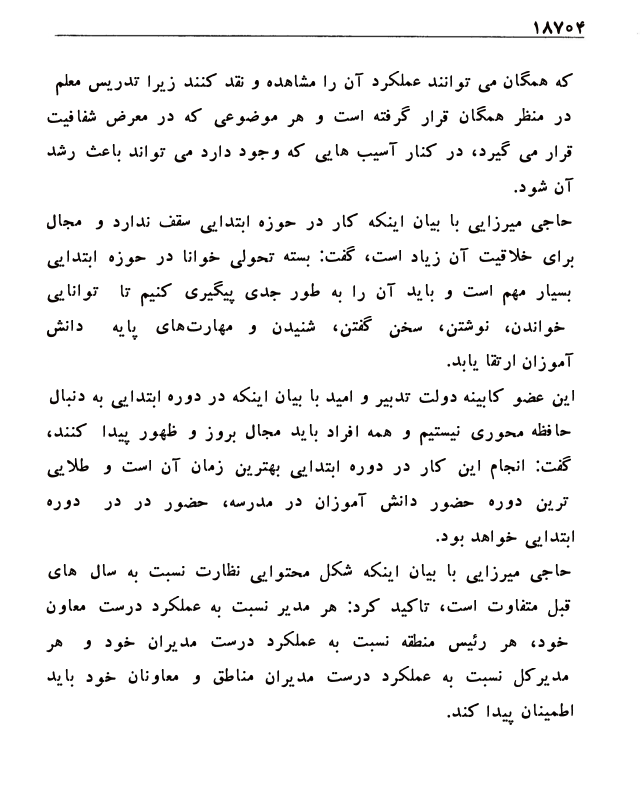 ۱۸۷۰۴
که همگان می توانند عملکرد آن را مشاهده و نقد کنند زیرا تدریس معلم
در منظر همگان قرار گرفته است و هر موضوعی که در معرض شفافیت
قرار می گیرد، در کنار آسیب هایی که وجود دارد می تواند باعث رشد
آن شود.
حاجی میرزایی با بیان اینکه کار در حوزه ابتدایی سقف ندارد و مجال
برای خلاقیت آن زیاد است، گفت: بسته تحولی خوانا در حوزه ابتدایی
بسیار مهم است و باید آن را به طور جدی پیگیری کنیم تا توانایی
خواندن، نوشتن، سخن گفتن، شنیدن و مهارت‌های پایه دانش
آموزان ارتقا یابد.
این عضو کابینه دولت تدبیر و امید با بیان اینکه در دوره ابتدایی به دنبال
حافظه محوری نیستیم و همه افراد باید مجال بروز و ظهور پیدا کنند،
گفت: انجام این کار در دوره ابتدایی بهترین زمان آن است و طلایی
ترین دوره حضور دانش آموزان در مدرسه، حضور در در دوره
ابتدایی خواهد بود.
حاجی میرزایی با بیان اینکه شکل محتوایی نظارت نسبت به سال های
قبل متفاوت است، تاکید کرد: هر مدیر نسبت به عملکرد درست معاون
خود، هر رئیس منطقه نسبت به عملکرد درست مدیران خود و هر
مدیرکل نسبت به عملکرد درست مدیران مناطق و معاونان خود باید
اطمینان پیدا کند.